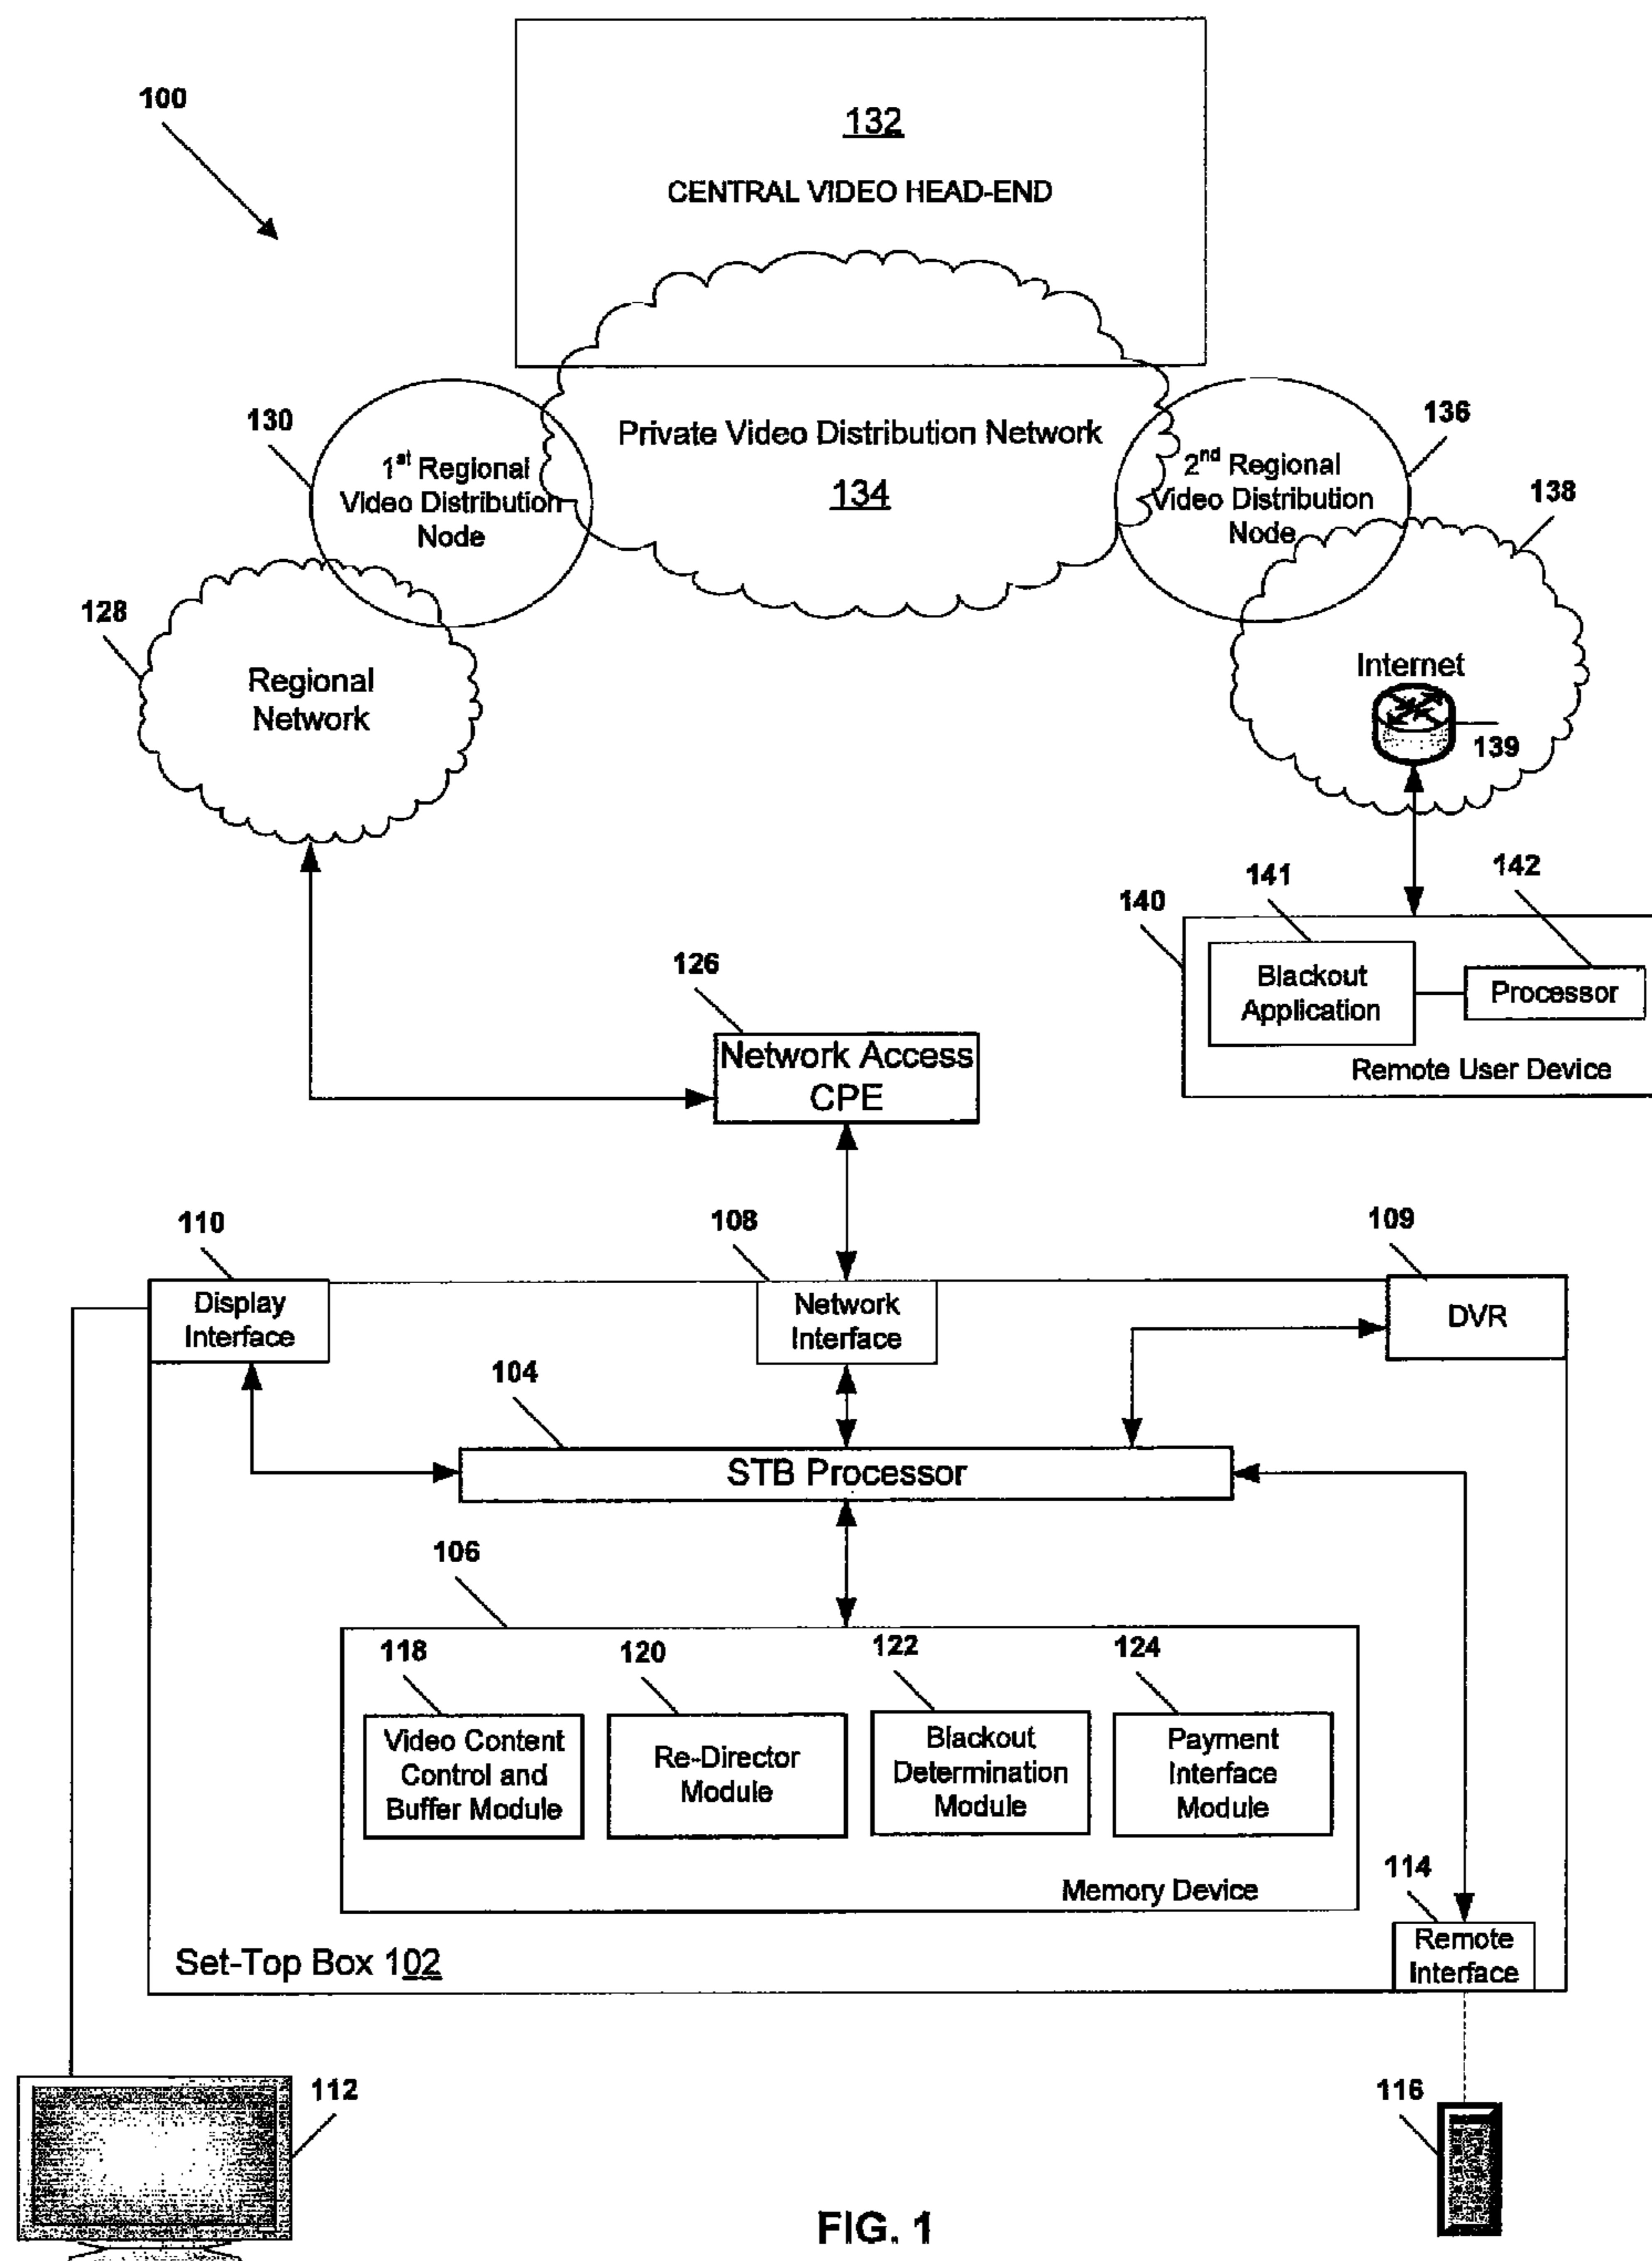 100
132
CENTRAL VIDEO HEAD-END
130
1st Regional
Video Distribution
Node
Private Video Distribution Network
134
136
2nd Regional
Video Distribution
Node
138
128
Regional
Network
Internet
139
126
Network Access
CPE
140
141
142
Blackout
Application
Processor
Remote User Device
110
108
109
Display
Interface
Network
Interface
DVR
104
STB Processor
106
118
120
122
124
Video Content
Control and
Buffer Module
Re-Director
Module
Blackout
Determination
Module
Payment
Interface
Module
Memory Device
114
Remote
Interface
Set-Top Box 102
112
116
FIG. 1